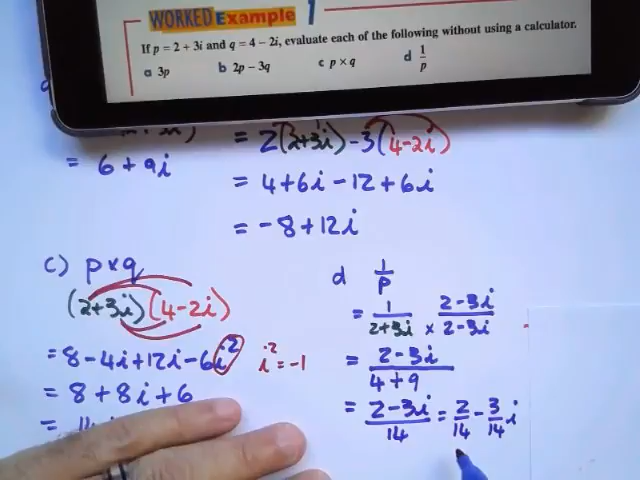 WORKED Example 1
If p = 2 + 3i and q = 4 − 2i, evaluate each of the following without using a calculator.
a 3p b 2p − 3q c p × q d 1/p
= 6 + 9i
= 2(2+3i) - 3(4-2i)
= 4 + 6i - 12 + 6i
= -8 + 12i
c) p × q
(2+3i)(4-2i)
= 8 - 4i + 12i - 6i² i² = -1
= 8 + 8i + 6
=
d 1/p
= 1/(2+3i) × (2-3i)/(2-3i)
= (2-3i)/(4+9)
= (2-3i)/14 = 2/14 - 3/14 i